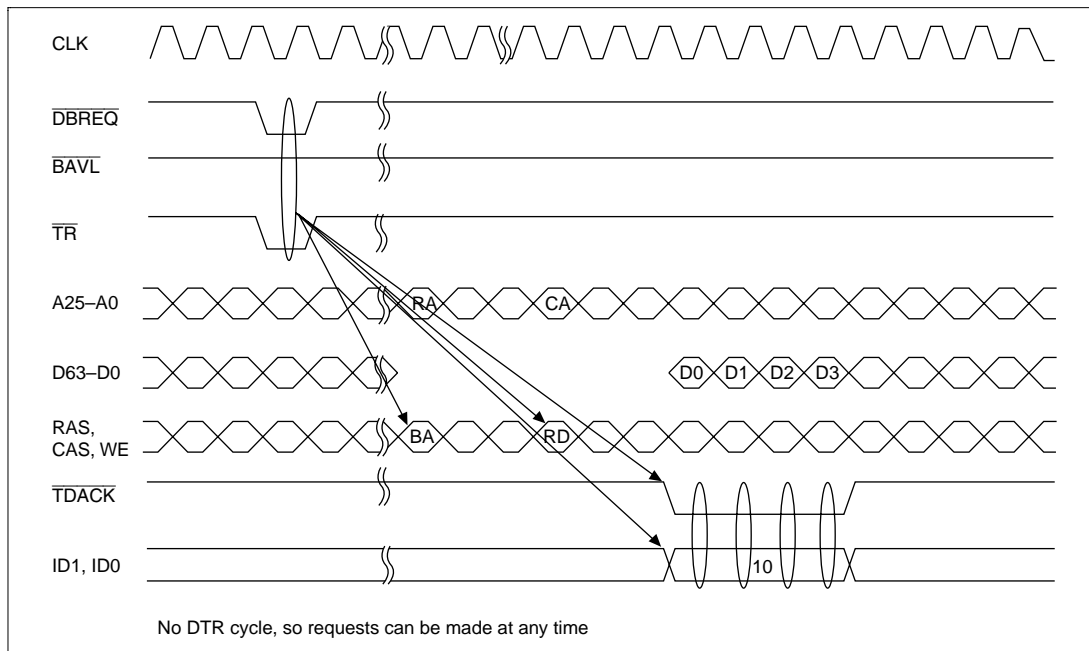 CLK
DBREQ
BAVL
TR
A25–A0
RA
CA
D63–D0
D0
D1
D2
D3
RAS,
CAS, WE
BA
RD
TDACK
ID1, ID0
10
No DTR cycle, so requests can be made at any time